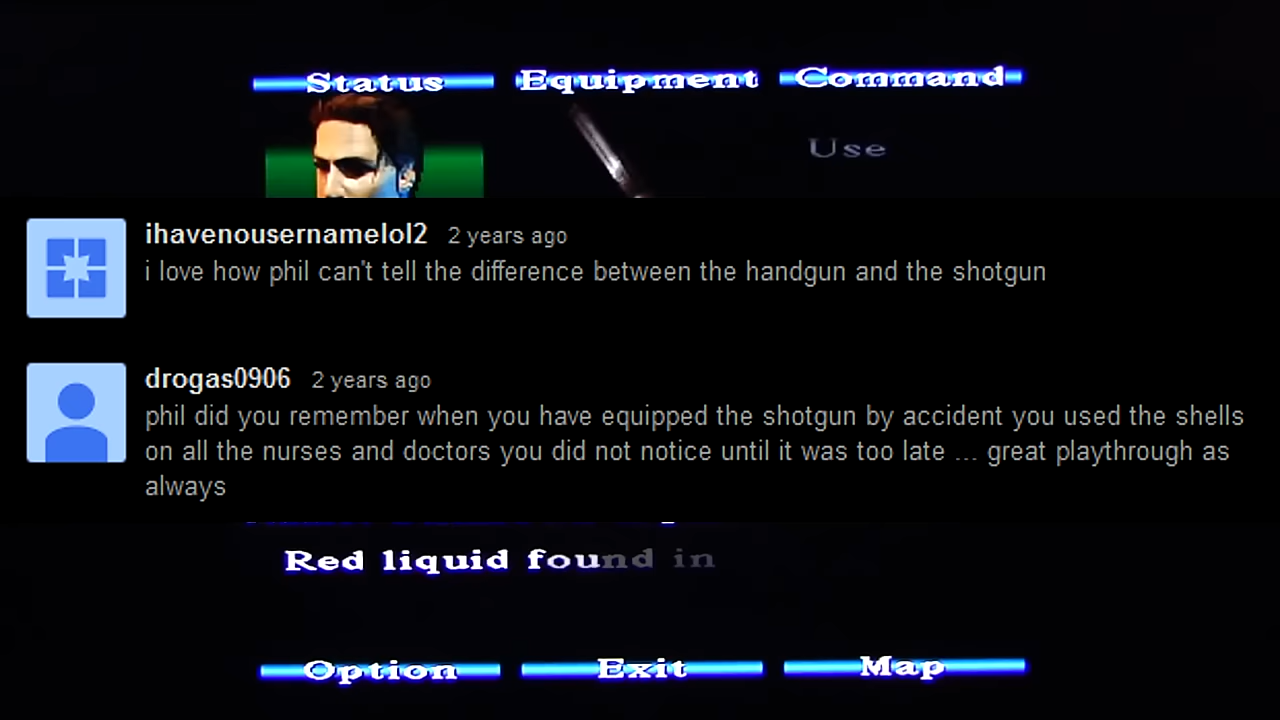 Status Equipment Command
Use
ihavenousernamelol2 2 years ago
i love how phil can't tell the difference between the handgun and the shotgun
drogas0906 2 years ago
phil did you remember when you have equipped the shotgun by accident you used the shells
on all the nurses and doctors you did not notice until it was too late ... great playthrough as
always
Red liquid found in
Option Exit Map